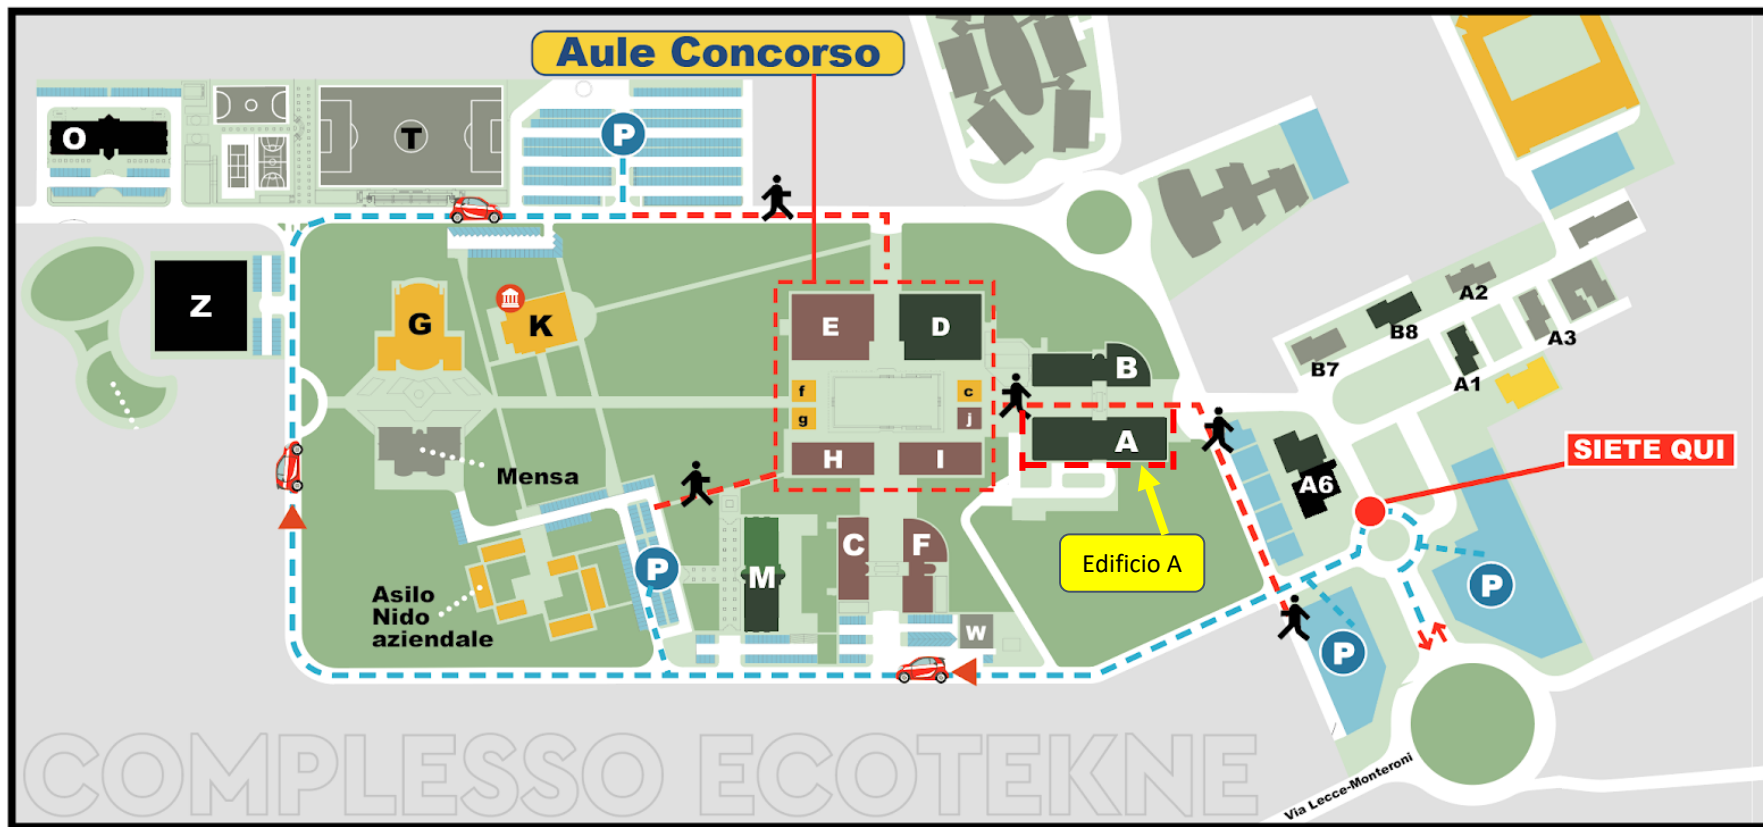 Aule Concorso
O
T
P
Z
G
K
E
D
B
f
c
g
j
A
H
I
Mensa
A2
B8
A3
B7
A1
SIETE QUI
A6
Edificio A
C
F
M
P
P
P
W
Asilo
Nido
aziendale
COMPLESSO ECOTEKNE
Via Lecce-Monteroni